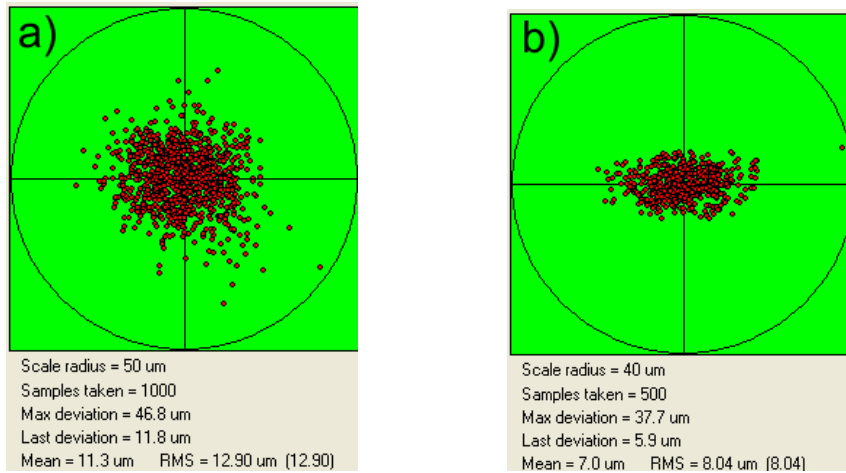 a)
Scale radius = 50 um
Samples taken = 1000
Max deviation = 46.8 um
Last deviation = 11.8 um
Mean = 11.3 um RMS = 12.90 um (12.90)
b)
Scale radius = 40 um
Samples taken = 500
Max deviation = 37.7 um
Last deviation = 5.9 um
Mean = 7.0 um RMS = 8.04 um (8.04)